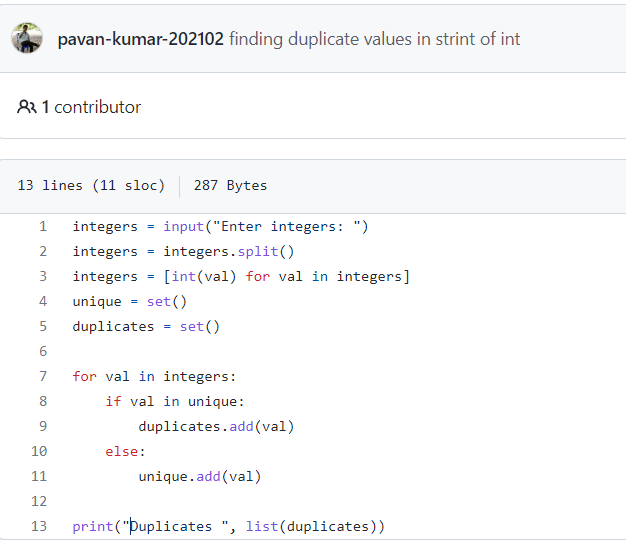 pavan-kumar-202102 finding duplicate values in strint of int
1 contributor
13 lines (11 sloc) 287 Bytes
1 integers = input("Enter integers: ")
2 integers = integers.split()
3 integers = [int(val) for val in integers]
4 unique = set()
5 duplicates = set()
6
7 for val in integers:
8     if val in unique:
9         duplicates.add(val)
10     else:
11         unique.add(val)
12
13 print("Duplicates ", list(duplicates))